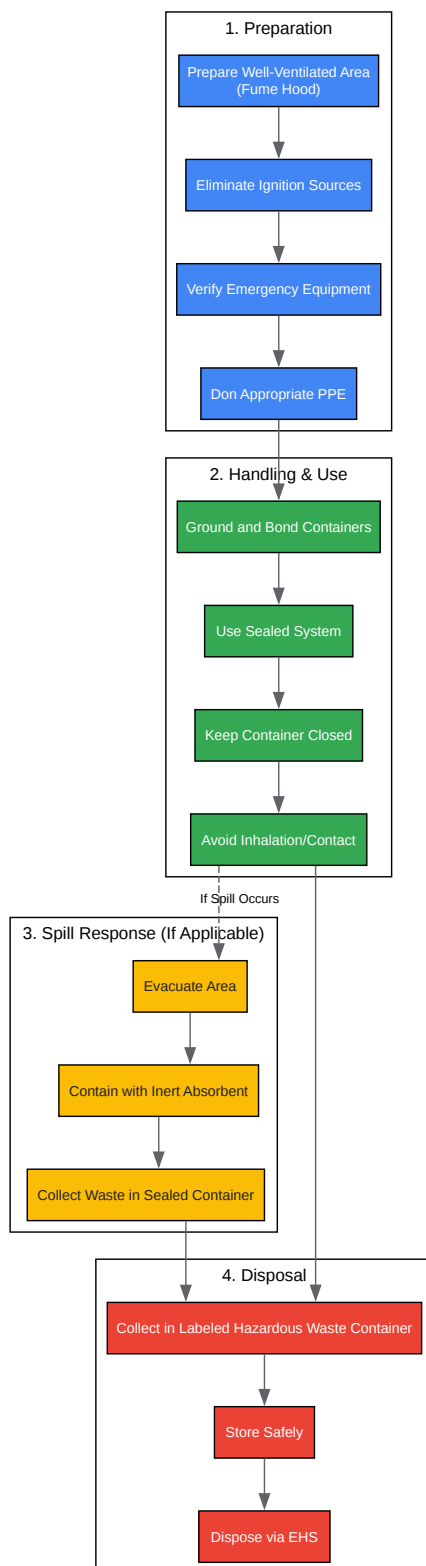 1. Preparation
Prepare Well-Ventilated Area
(Fume Hood)
Eliminate Ignition Sources
Verify Emergency Equipment
Don Appropriate PPE
2. Handling & Use
Ground and Bond Containers
Use Sealed System
Keep Container Closed
Avoid Inhalation/Contact
If Spill Occurs
3. Spill Response (If Applicable)
Evacuate Area
Contain with Inert Absorbent
Collect Waste in Sealed Container
4. Disposal
Collect in Labeled Hazardous Waste Container
Store Safely
Dispose via EHS